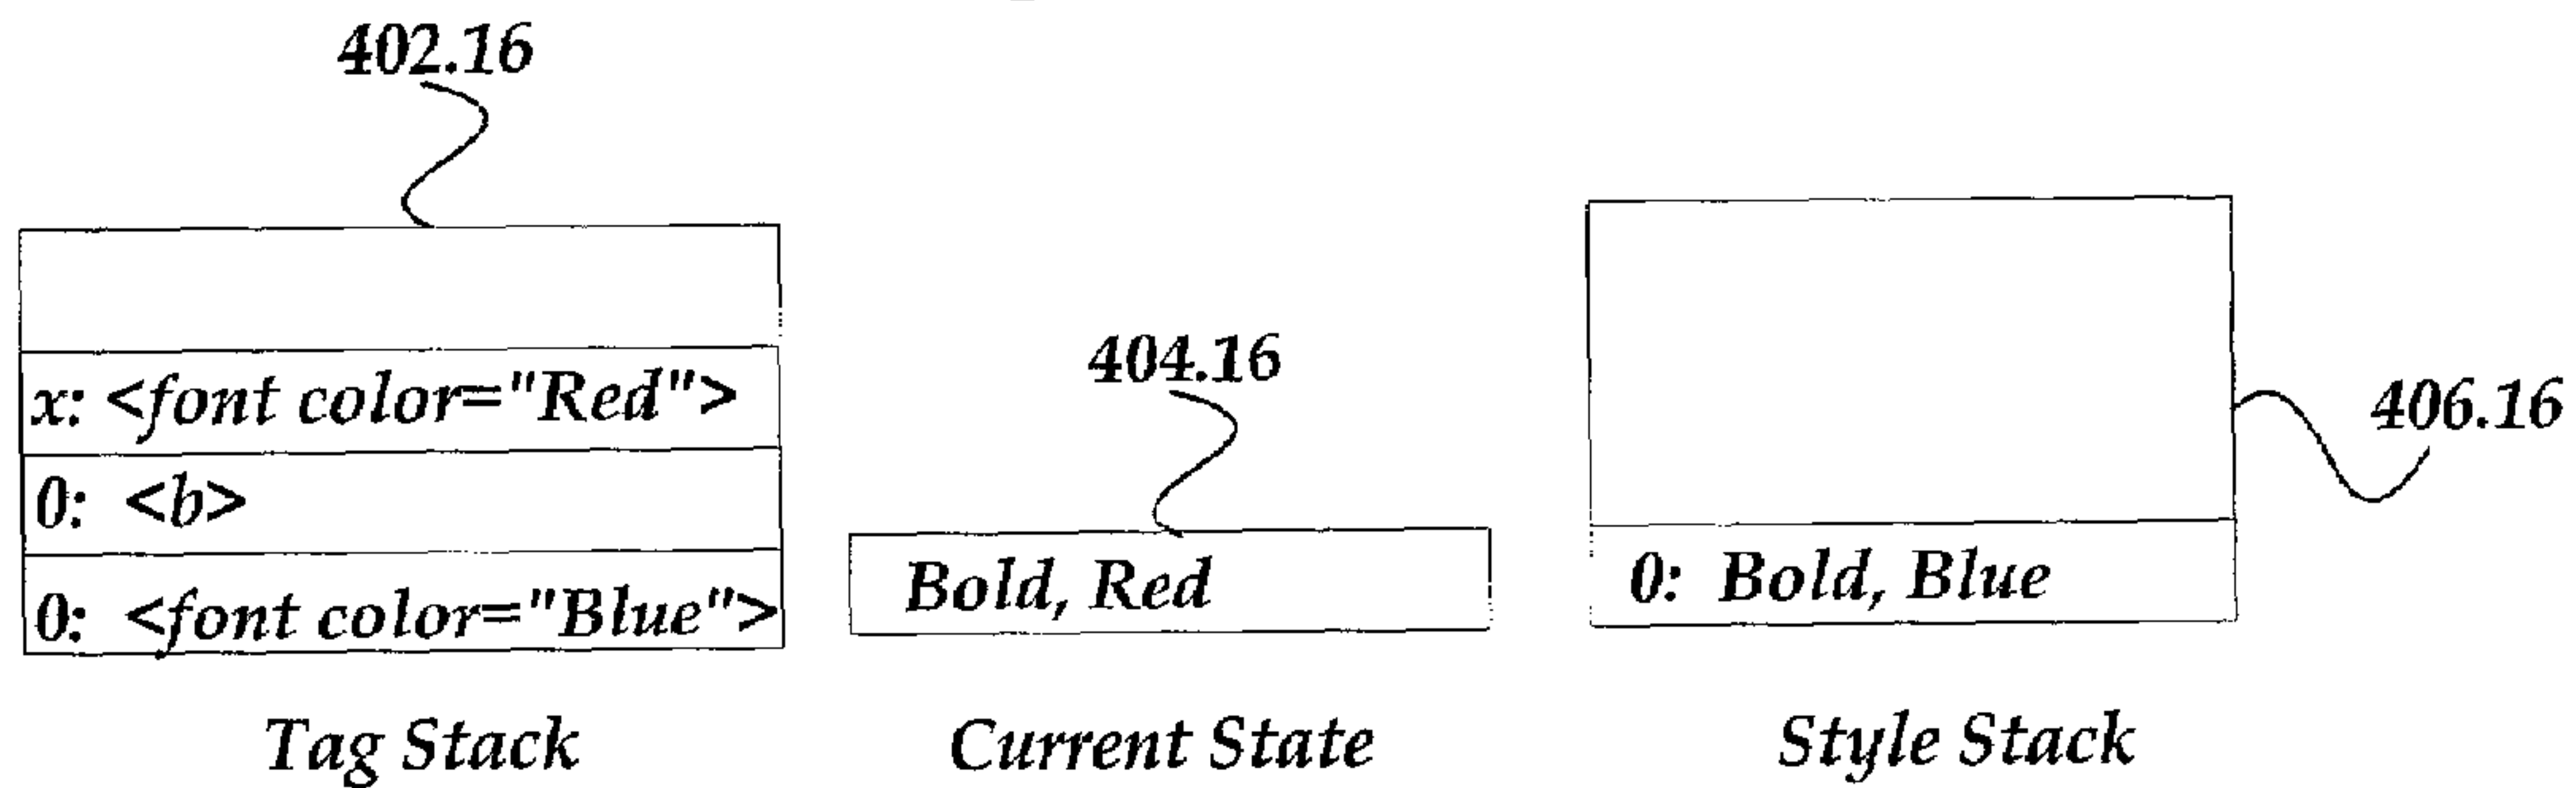 402.16
x: <font color="Red">
0: <b>
0: <font color="Blue">
Tag Stack
404.16
Bold, Red
Current State
406.16
0: Bold, Blue
Style Stack